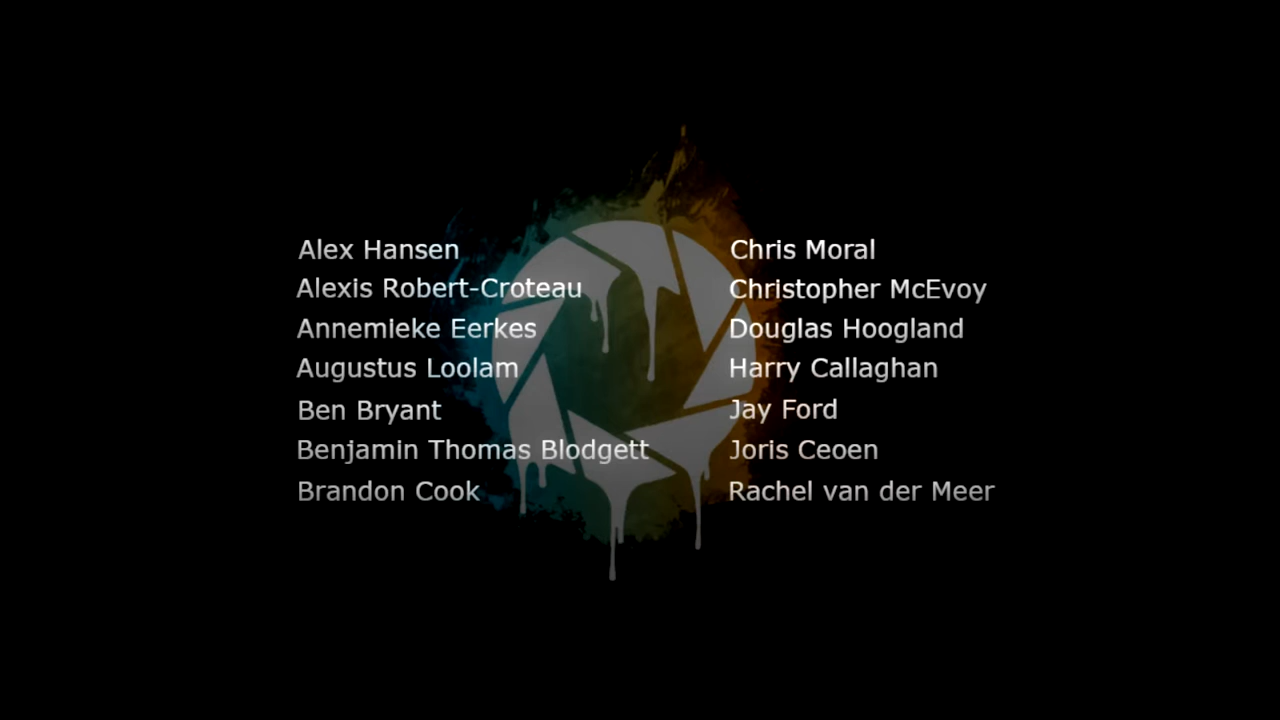 Alex Hansen
Alexis Robert-Croteau
Annemieke Eerkes
Augustus Loolam
Ben Bryant
Benjamin Thomas Blodgett
Brandon Cook
Chris Moral
Christopher McEvoy
Douglas Hoogland
Harry Callaghan
Jay Ford
Joris Ceoen
Rachel van der Meer